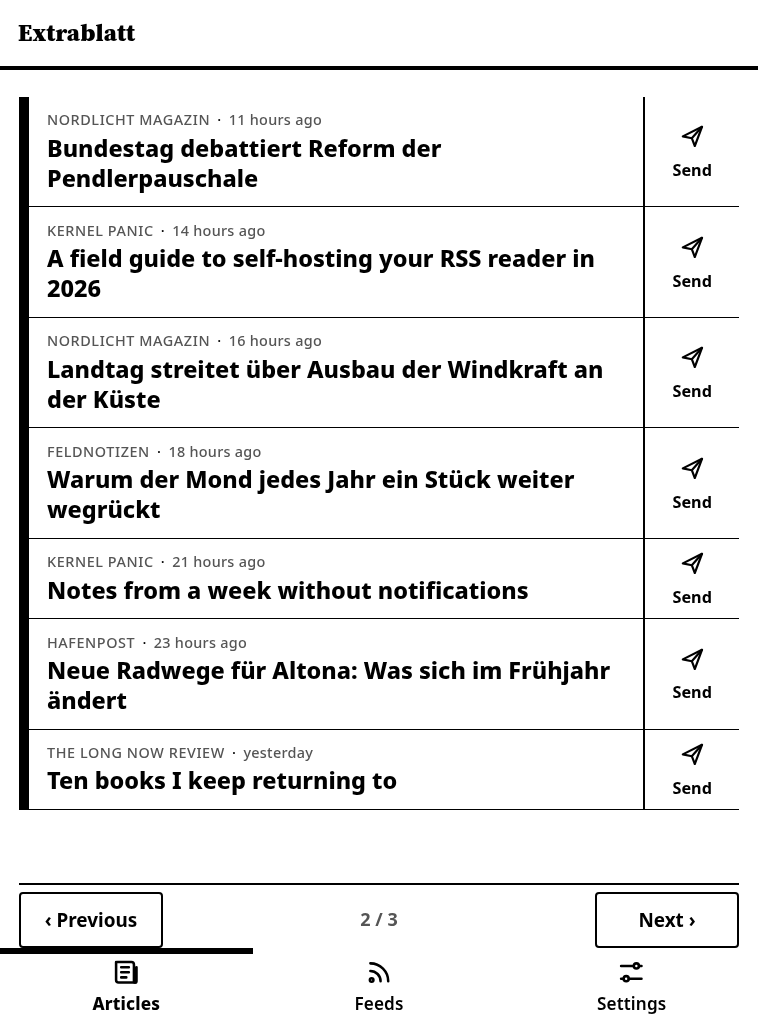 Extrablatt
NORDLICHT MAGAZIN · 11 hours ago
Bundestag debattiert Reform der
Pendlerpauschale
Send
KERNEL PANIC · 14 hours ago
A field guide to self-hosting your RSS reader in
2026
Send
NORDLICHT MAGAZIN · 16 hours ago
Landtag streitet über Ausbau der Windkraft an
der Küste
Send
FELDNOTIZEN · 18 hours ago
Warum der Mond jedes Jahr ein Stück weiter
wegrückt
Send
KERNEL PANIC · 21 hours ago
Notes from a week without notifications
Send
HAFENPOST · 23 hours ago
Neue Radwege für Altona: Was sich im Frühjahr
ändert
Send
THE LONG NOW REVIEW · yesterday
Ten books I keep returning to
Send
‹ Previous
2 / 3
Next ›
Articles
Feeds
Settings